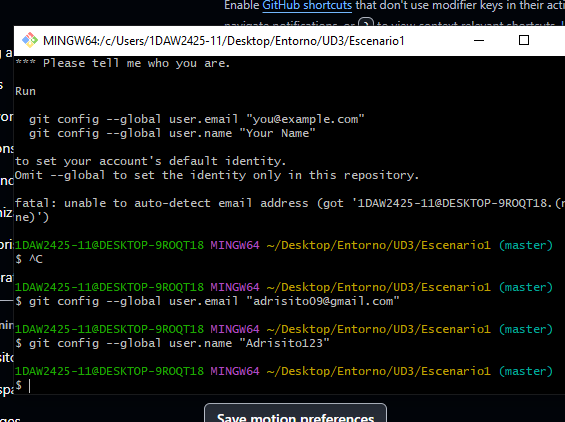 Enable GitHub shortcuts that don't use modifier keys in their acti
MINGW64:/c/Users/1DAW2425-11/Desktop/Entorno/UD3/Escenario1
*** Please tell me who you are.
Run
git config --global user.email "you@example.com"
git config --global user.name "Your Name"
to set your account's default identity.
Omit --global to set the identity only in this repository.
fatal: unable to auto-detect email address (got '1DAW2425-11@DESKTOP-9ROQT18.(n
ne)')
1DAW2425-11@DESKTOP-9ROQT18 MINGW64 ~/Desktop/Entorno/UD3/Escenario1 (master)
$ ^C
1DAW2425-11@DESKTOP-9ROQT18 MINGW64 ~/Desktop/Entorno/UD3/Escenario1 (master)
$ git config --global user.email "adrisito09@gmail.com"
1DAW2425-11@DESKTOP-9ROQT18 MINGW64 ~/Desktop/Entorno/UD3/Escenario1 (master)
$ git config --global user.name "Adrisito123"
1DAW2425-11@DESKTOP-9ROQT18 MINGW64 ~/Desktop/Entorno/UD3/Escenario1 (master)
$
Save motion preferences